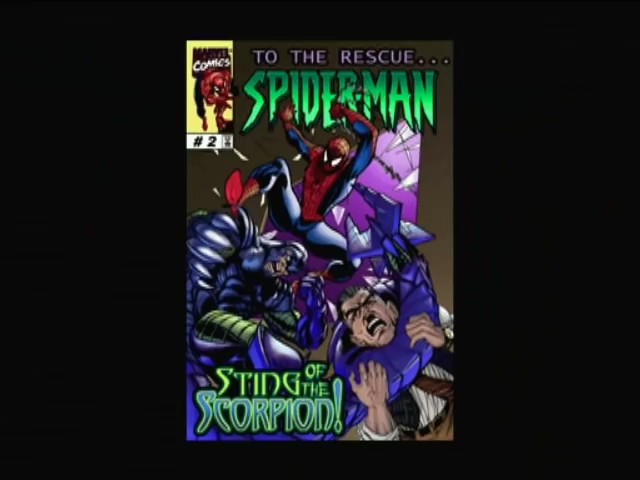 MARVEL
COMICS
TO THE RESCUE...
SPIDER-MAN
# 2
STING OF THE
SCORPION!